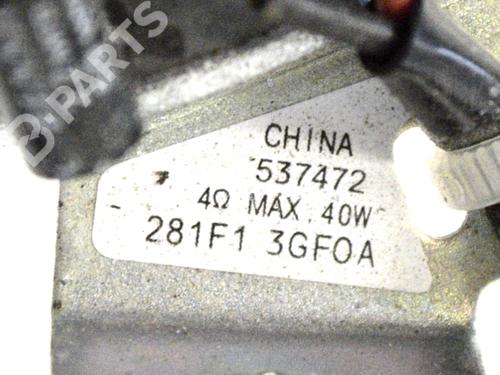 B-PARTS
CHINA
537472
4Ω MAX. 40W
281F1 3GF0A